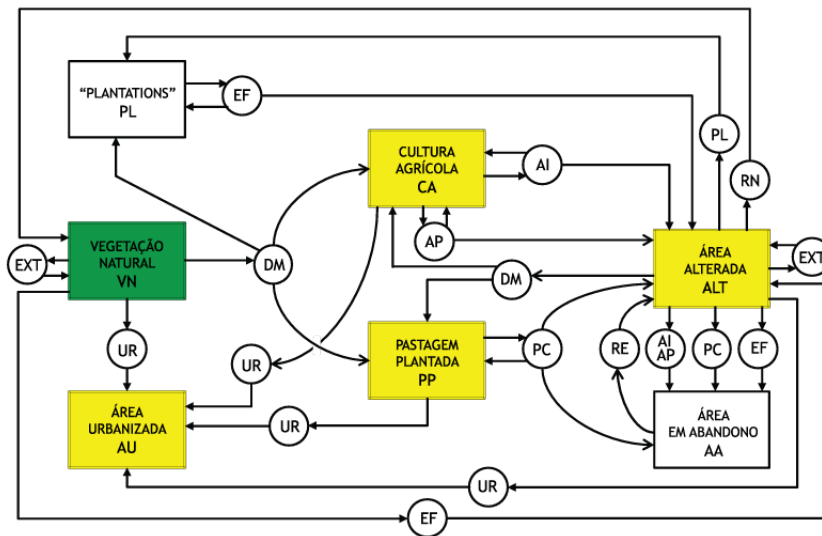 “PLANTATIONS”
PL
EF
CULTURA
AGRÍCOLA
CA
AI
PL
RN
AP
VEGETAÇÃO
NATURAL
VN
EXT
DM
ÁREA
ALTERADA
ALT
EXT
DM
UR
UR
PASTAGEM
PLANTADA
PP
PC
RE
AI
AP
PC
EF
ÁREA
URBANIZADA
AU
UR
ÁREA
EM ABANDONO
AA
UR
EF